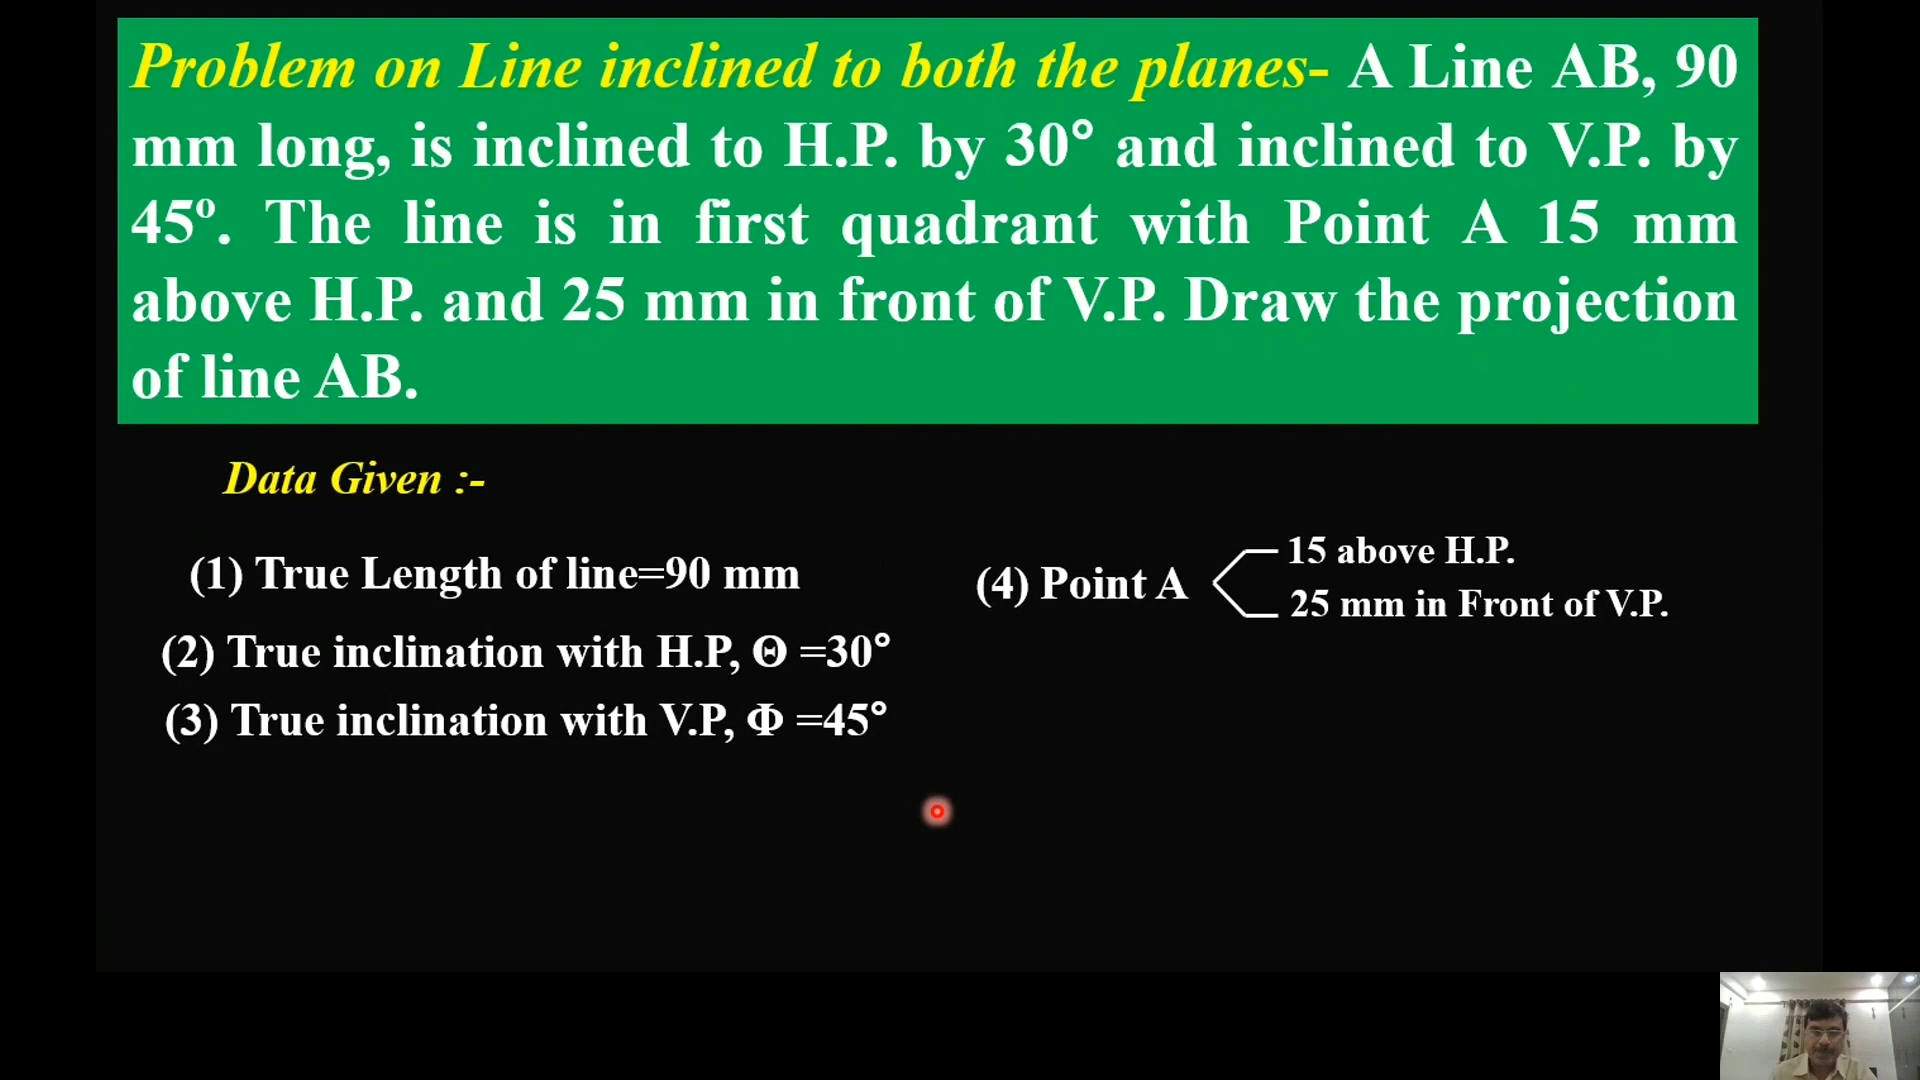 Problem on Line inclined to both the planes- A Line AB, 90
mm long, is inclined to H.P. by 30° and inclined to V.P. by
45º. The line is in first quadrant with Point A 15 mm
above H.P. and 25 mm in front of V.P. Draw the projection
of line AB.
Data Given :-
(1) True Length of line=90 mm
(2) True inclination with H.P, Θ =30°
(3) True inclination with V.P, Φ =45°
(4) Point A
15 above H.P.
25 mm in Front of V.P.